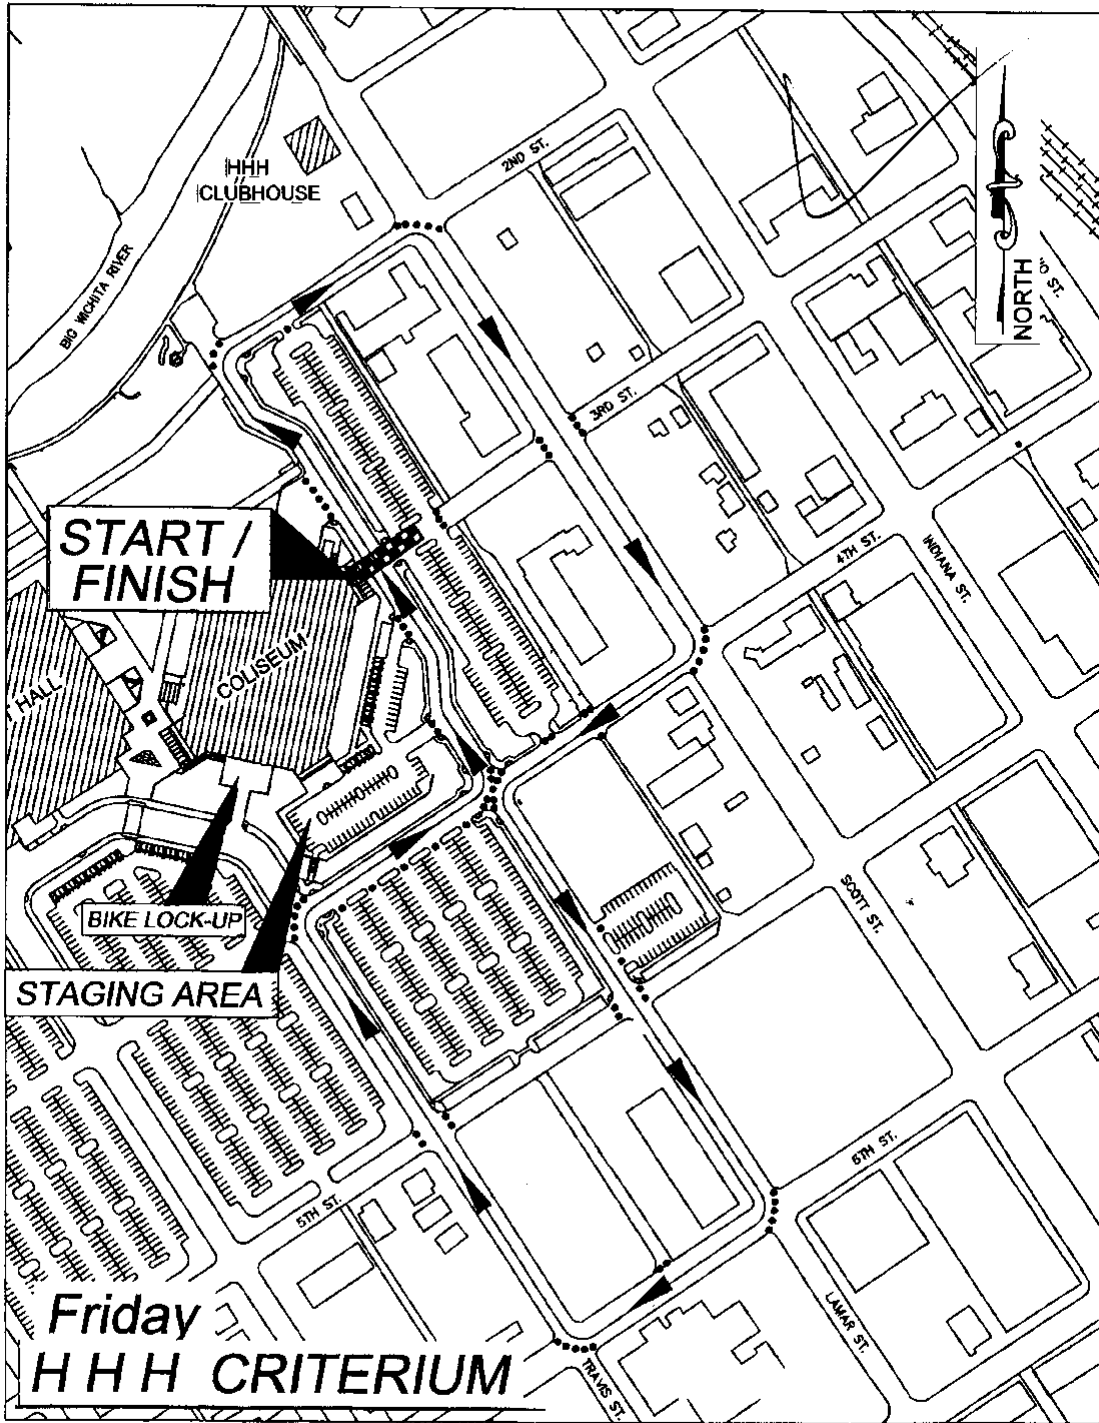 2ND ST.
HHH
CLUBHOUSE
BIG WICHITA RIVER
NORTH
3RD ST.
START /
FINISH
4TH ST.
INDIANA ST.
COLISEUM
HALL
SCOTT ST.
BIKE LOCK-UP
STAGING AREA
6TH ST.
5TH ST.
LAMAR ST.
TRAVIS ST.
Friday
H H H CRITERIUM